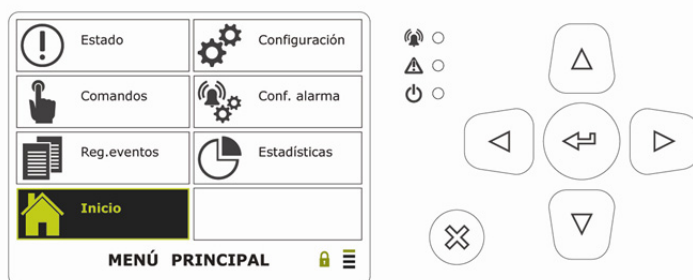 Estado
Configuración
Comandos
Conf. alarma
Reg.eventos
Estadísticas
Inicio
MENÚ PRINCIPAL